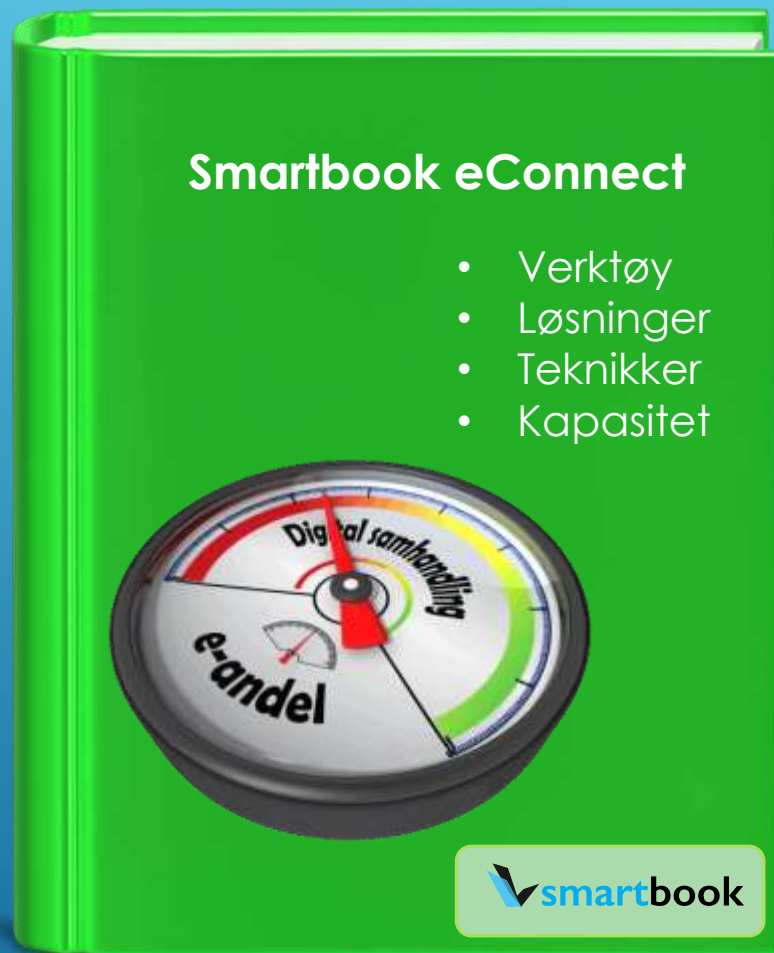 Smartbook eConnect
• Verktøy
• Løsninger
• Teknikker
• Kapasitet
Digital samhandling
e-andel
smartbook